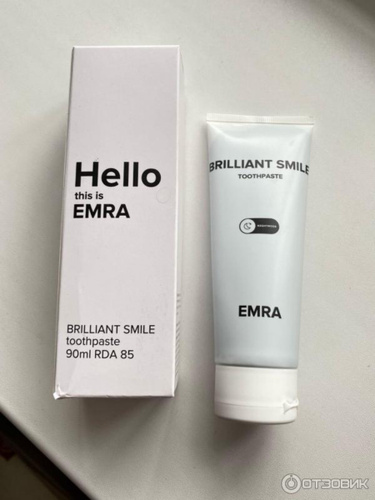 Hello
this is
EMRA
BRILLIANT SMILE
toothpaste
90ml RDA 85
BRILLIANT SMILE
TOOTHPASTE
EMRA
ОТЗОВИК